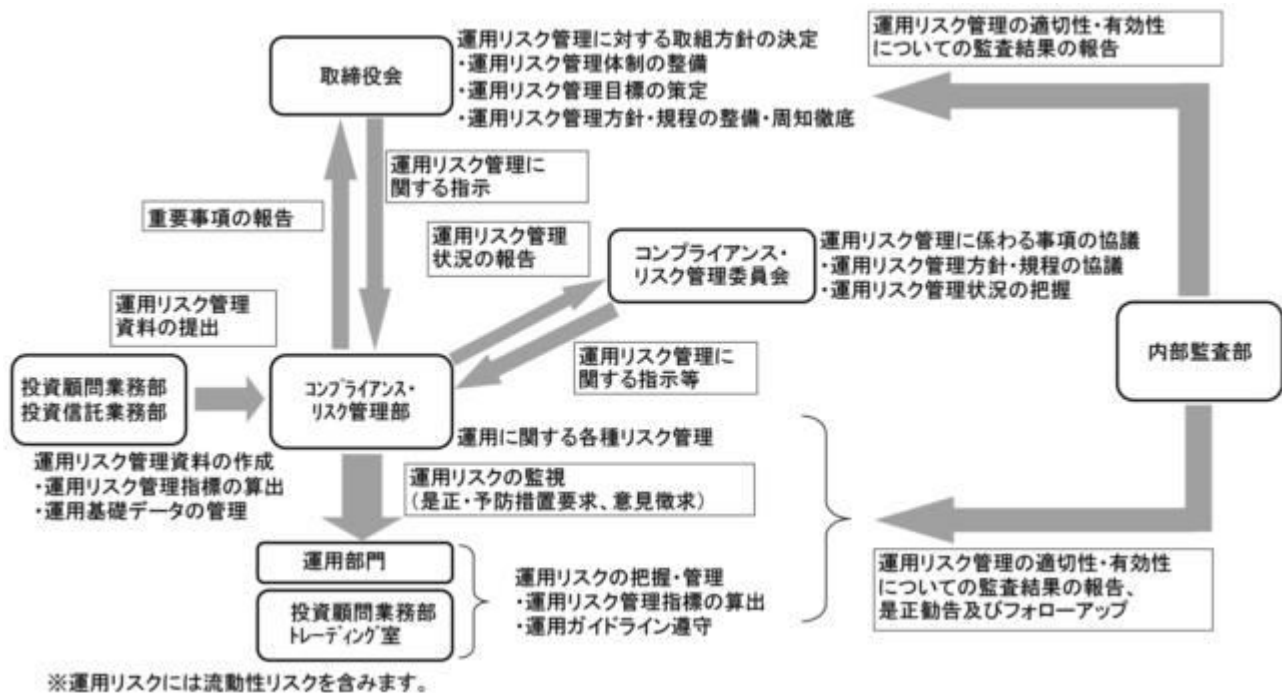 取締役会
運用リスク管理に対する取組方針の決定
・運用リスク管理体制の整備
・運用リスク管理目標の策定
・運用リスク管理方針・規程の整備・周知徹底
運用リスク管理の適切性・有効性
についての監査結果の報告
運用リスク管理に
関する指示
重要事項の報告
運用リスク管理
状況の報告
コンプライアンス・
リスク管理委員会
運用リスク管理に係わる事項の協議
・運用リスク管理方針・規程の協議
・運用リスク管理状況の把握
運用リスク管理
資料の提出
運用リスク管理に
関する指示等
内部監査部
投資顧問業務部
投資信託業務部
コンプライアンス・
リスク管理部
運用に関する各種リスク管理
運用リスク管理資料の作成
・運用リスク管理指標の算出
・運用基礎データの管理
運用リスクの監視
(是正・予防措置要求、意見徴求)
運用部門
投資顧問業務部
トレーディング室
運用リスクの把握・管理
・運用リスク管理指標の算出
・運用ガイドライン遵守
運用リスク管理の適切性・有効性
についての監査結果の報告、
是正勧告及びフォローアップ
※運用リスクには流動性リスクを含みます。